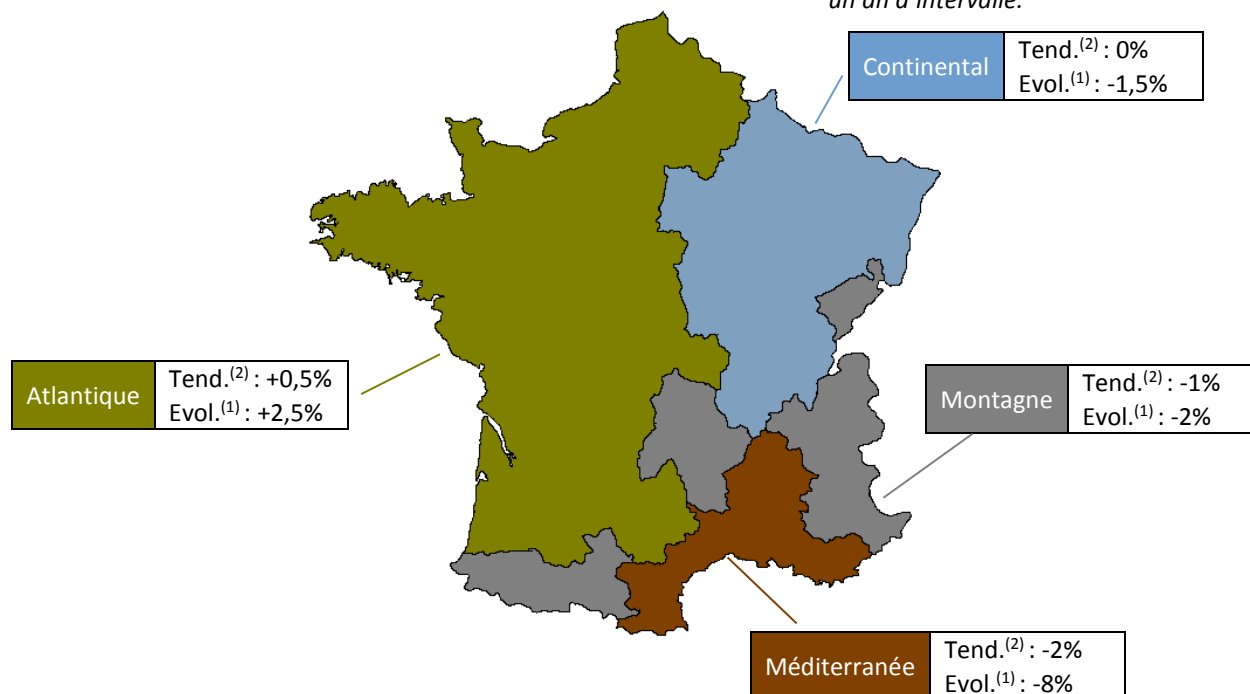 un an d'intervalle.
Continental
Tend.(2) : 0%
Evol.(1) : -1,5%
Atlantique
Tend.(2) : +0,5%
Evol.(1) : +2,5%
Montagne
Tend.(2) : -1%
Evol.(1) : -2%
Méditerranée
Tend.(2) : -2%
Evol.(1) : -8%